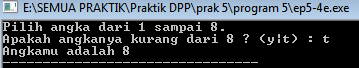 E:\SEMUA PRAKTIK\Praktik DPP\prak 5\program 5\ep5-4e.exe
Pilih angka dari 1 sampai 8.
Apakah angkanya kurang dari 8 ? (y|t) : t
Angkamu adalah 8
--------------------------------